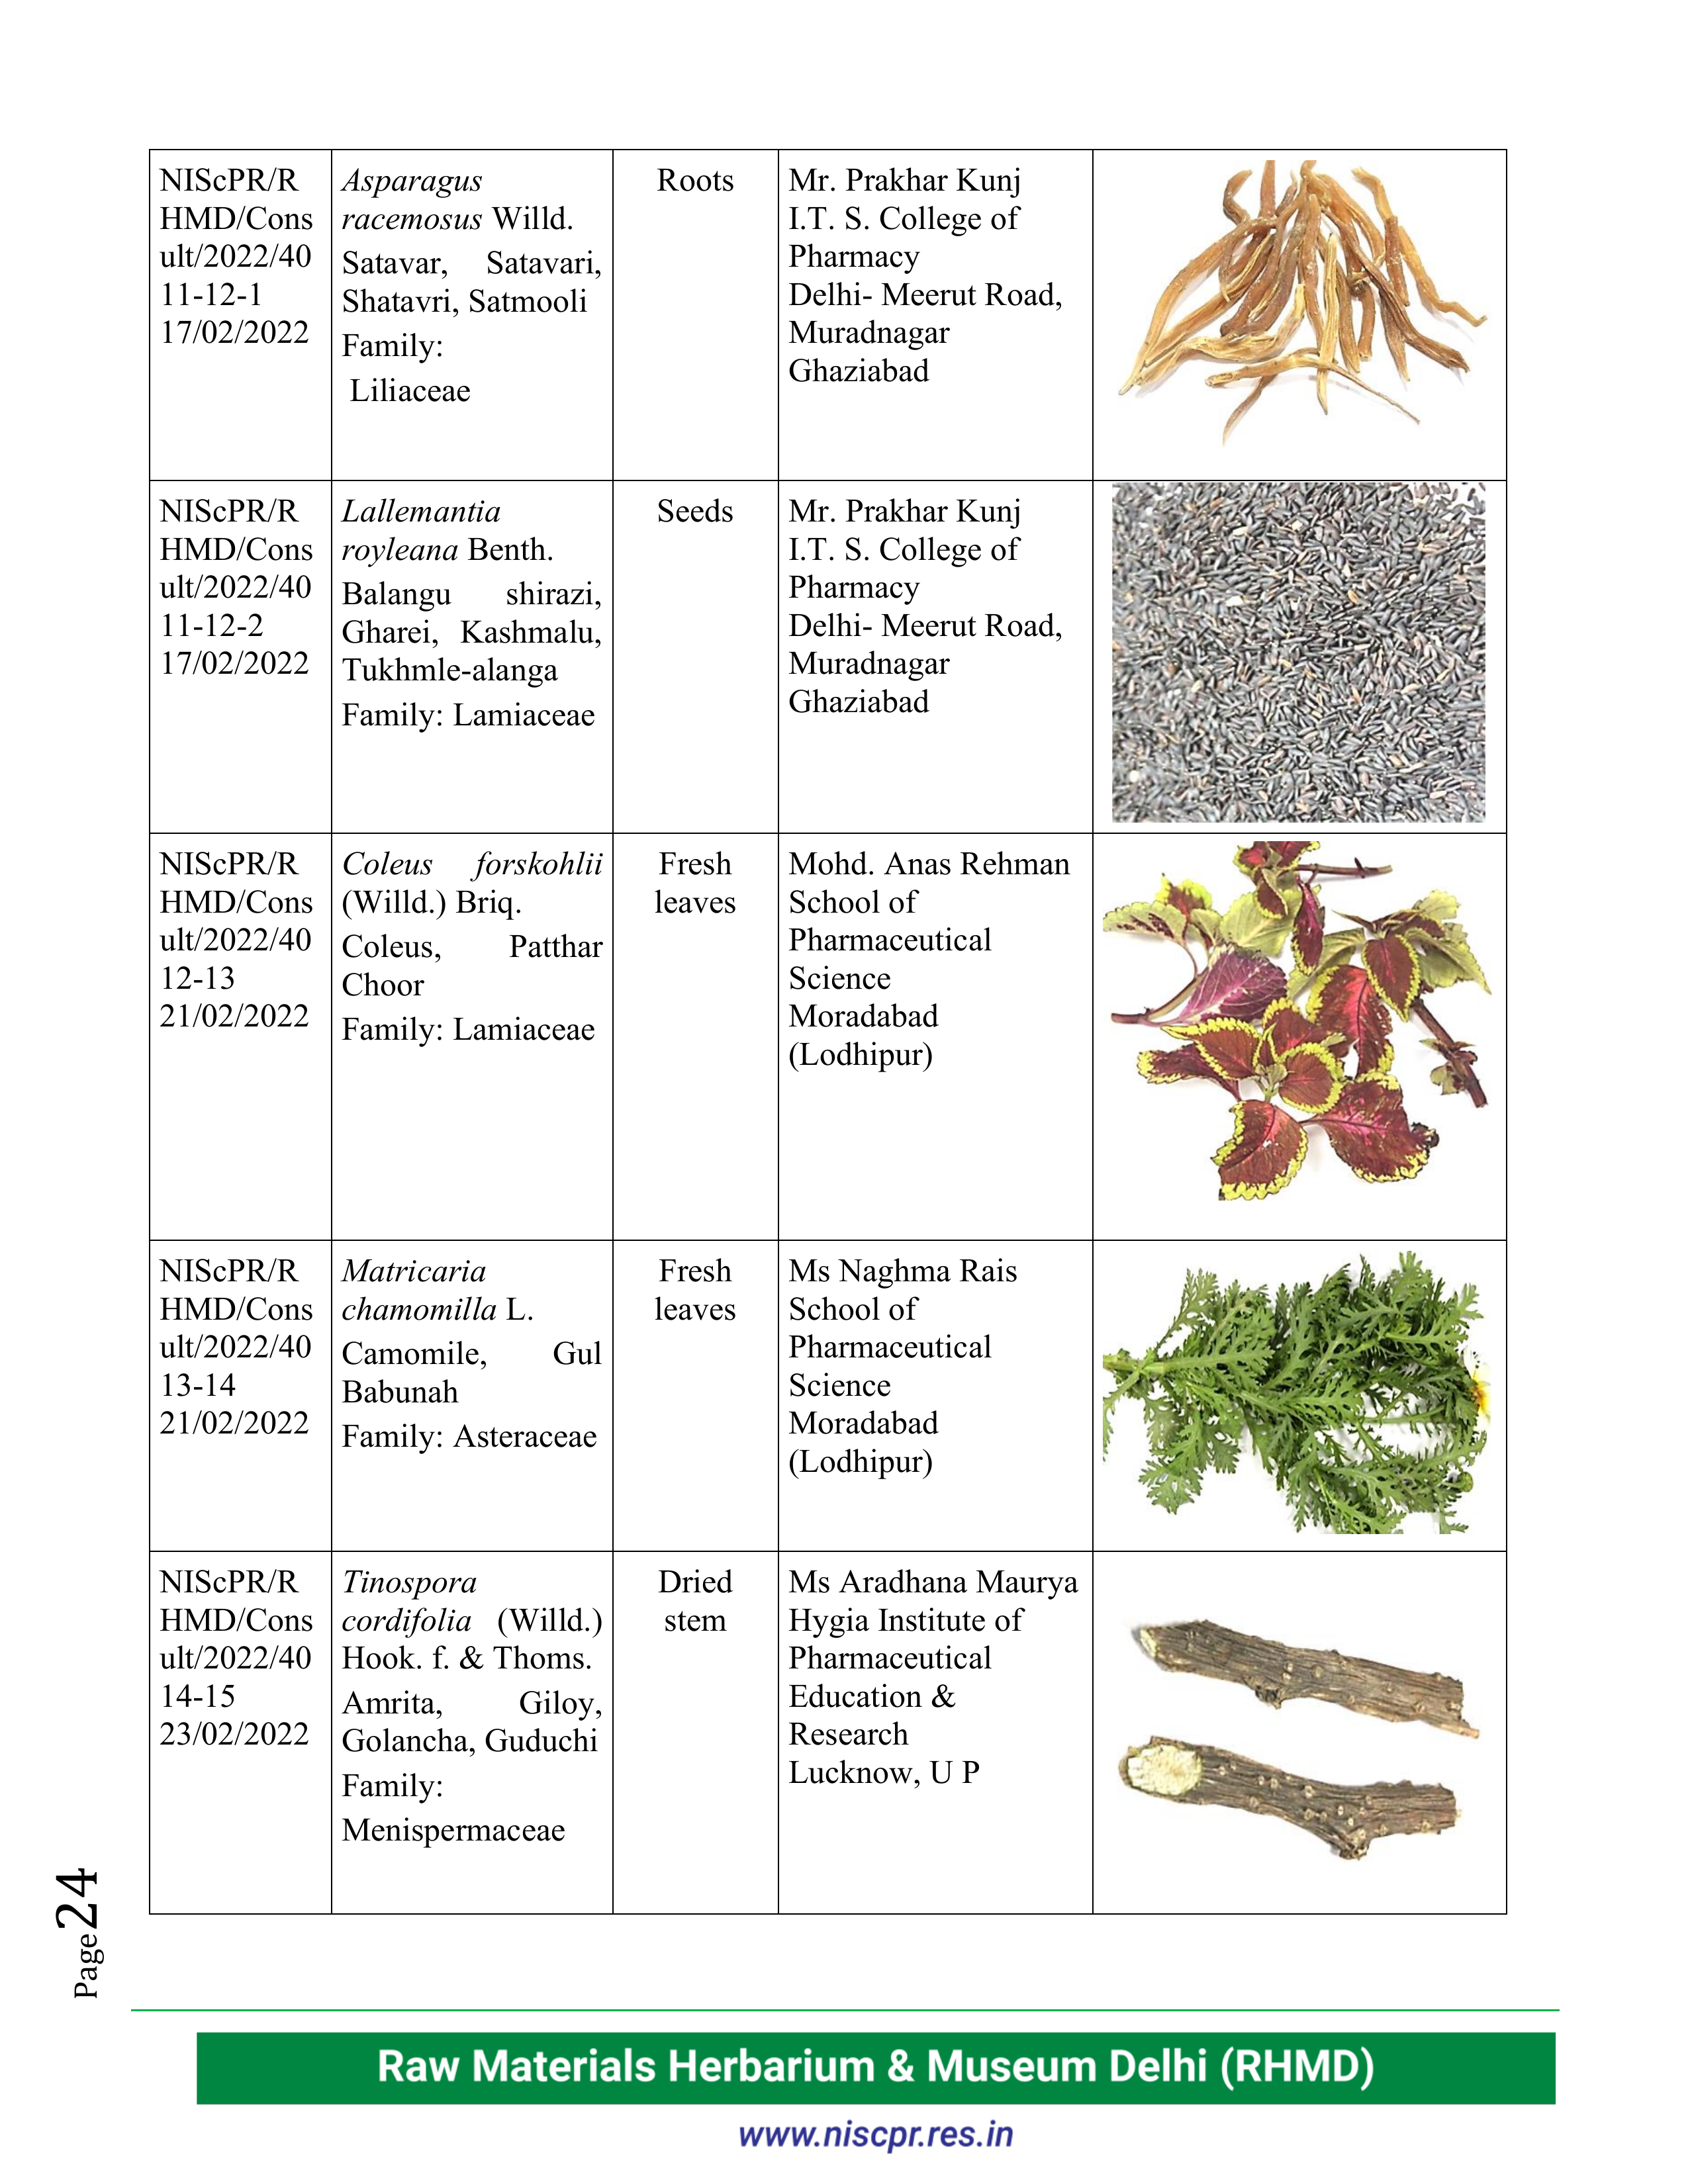 NIScPR/R
HMD/Cons
ult/2022/40
11-12-1
17/02/2022
Asparagus
racemosus Willd.
Satavar, Satavari,
Shatavri, Satmooli
Family:
Liliaceae
Roots
Mr. Prakhar Kunj
I.T. S. College of
Pharmacy
Delhi- Meerut Road,
Muradnagar
Ghaziabad
NIScPR/R
HMD/Cons
ult/2022/40
11-12-2
17/02/2022
Lallemantia
royleana Benth.
Balangu shirazi,
Gharei, Kashmalu,
Tukhmle-alanga
Family: Lamiaceae
Seeds
Mr. Prakhar Kunj
I.T. S. College of
Pharmacy
Delhi- Meerut Road,
Muradnagar
Ghaziabad
NIScPR/R
HMD/Cons
ult/2022/40
12-13
21/02/2022
Coleus forskohlii
(Willd.) Briq.
Coleus, Patthar
Choor
Family: Lamiaceae
Fresh
leaves
Mohd. Anas Rehman
School of
Pharmaceutical
Science
Moradabad
(Lodhipur)
NIScPR/R
HMD/Cons
ult/2022/40
13-14
21/02/2022
Matricaria
chamomilla L.
Camomile, Gul
Babunah
Family: Asteraceae
Fresh
leaves
Ms Naghma Rais
School of
Pharmaceutical
Science
Moradabad
(Lodhipur)
NIScPR/R
HMD/Cons
ult/2022/40
14-15
23/02/2022
Tinospora
cordifolia (Willd.)
Hook. f. & Thoms.
Amrita, Giloy,
Golancha, Guduchi
Family:
Menispermaceae
Dried
stem
Ms Aradhana Maurya
Hygia Institute of
Pharmaceutical
Education &
Research
Lucknow, U P
Page24
Raw Materials Herbarium & Museum Delhi (RHMD)
www.niscpr.res.in